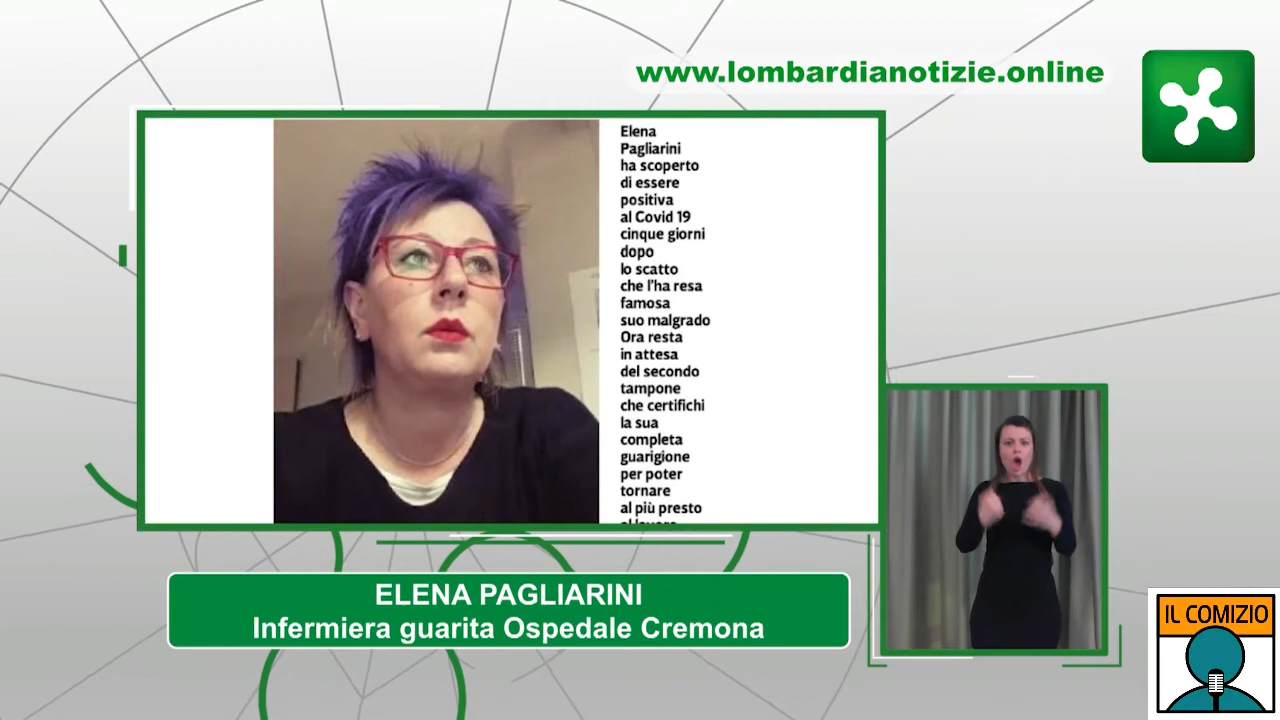 www.lombardianotizie.online
Elena
Pagliarini
ha scoperto
di essere
positiva
al Covid 19
cinque giorni
dopo
lo scatto
che l'ha resa
famosa
suo malgrado
Ora resta
in attesa
del secondo
tampone
che certifichi
la sua
completa
guarigione
per poter
tornare
al più presto
ELENA PAGLIARINI
Infermiera guarita Ospedale Cremona
IL COMIZIO